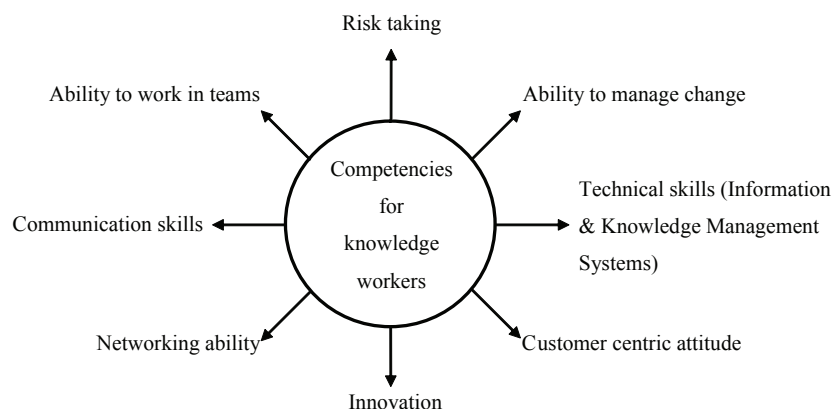 Risk taking
Ability to work in teams
Ability to manage change
Competencies
for
knowledge
workers
Communication skills
Technical skills (Information
& Knowledge Management
Systems)
Networking ability
Customer centric attitude
Innovation